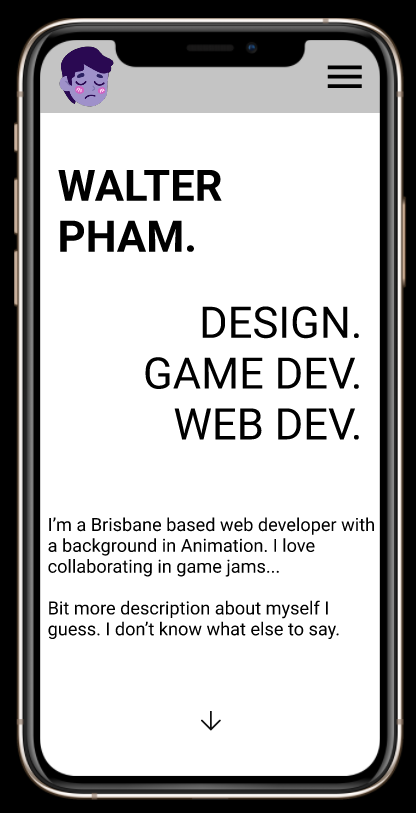 WALTER
PHAM.
DESIGN.
GAME DEV.
WEB DEV.
I’m a Brisbane based web developer with
a background in Animation. I love
collaborating in game jams...
Bit more description about myself I
guess. I don’t know what else to say.